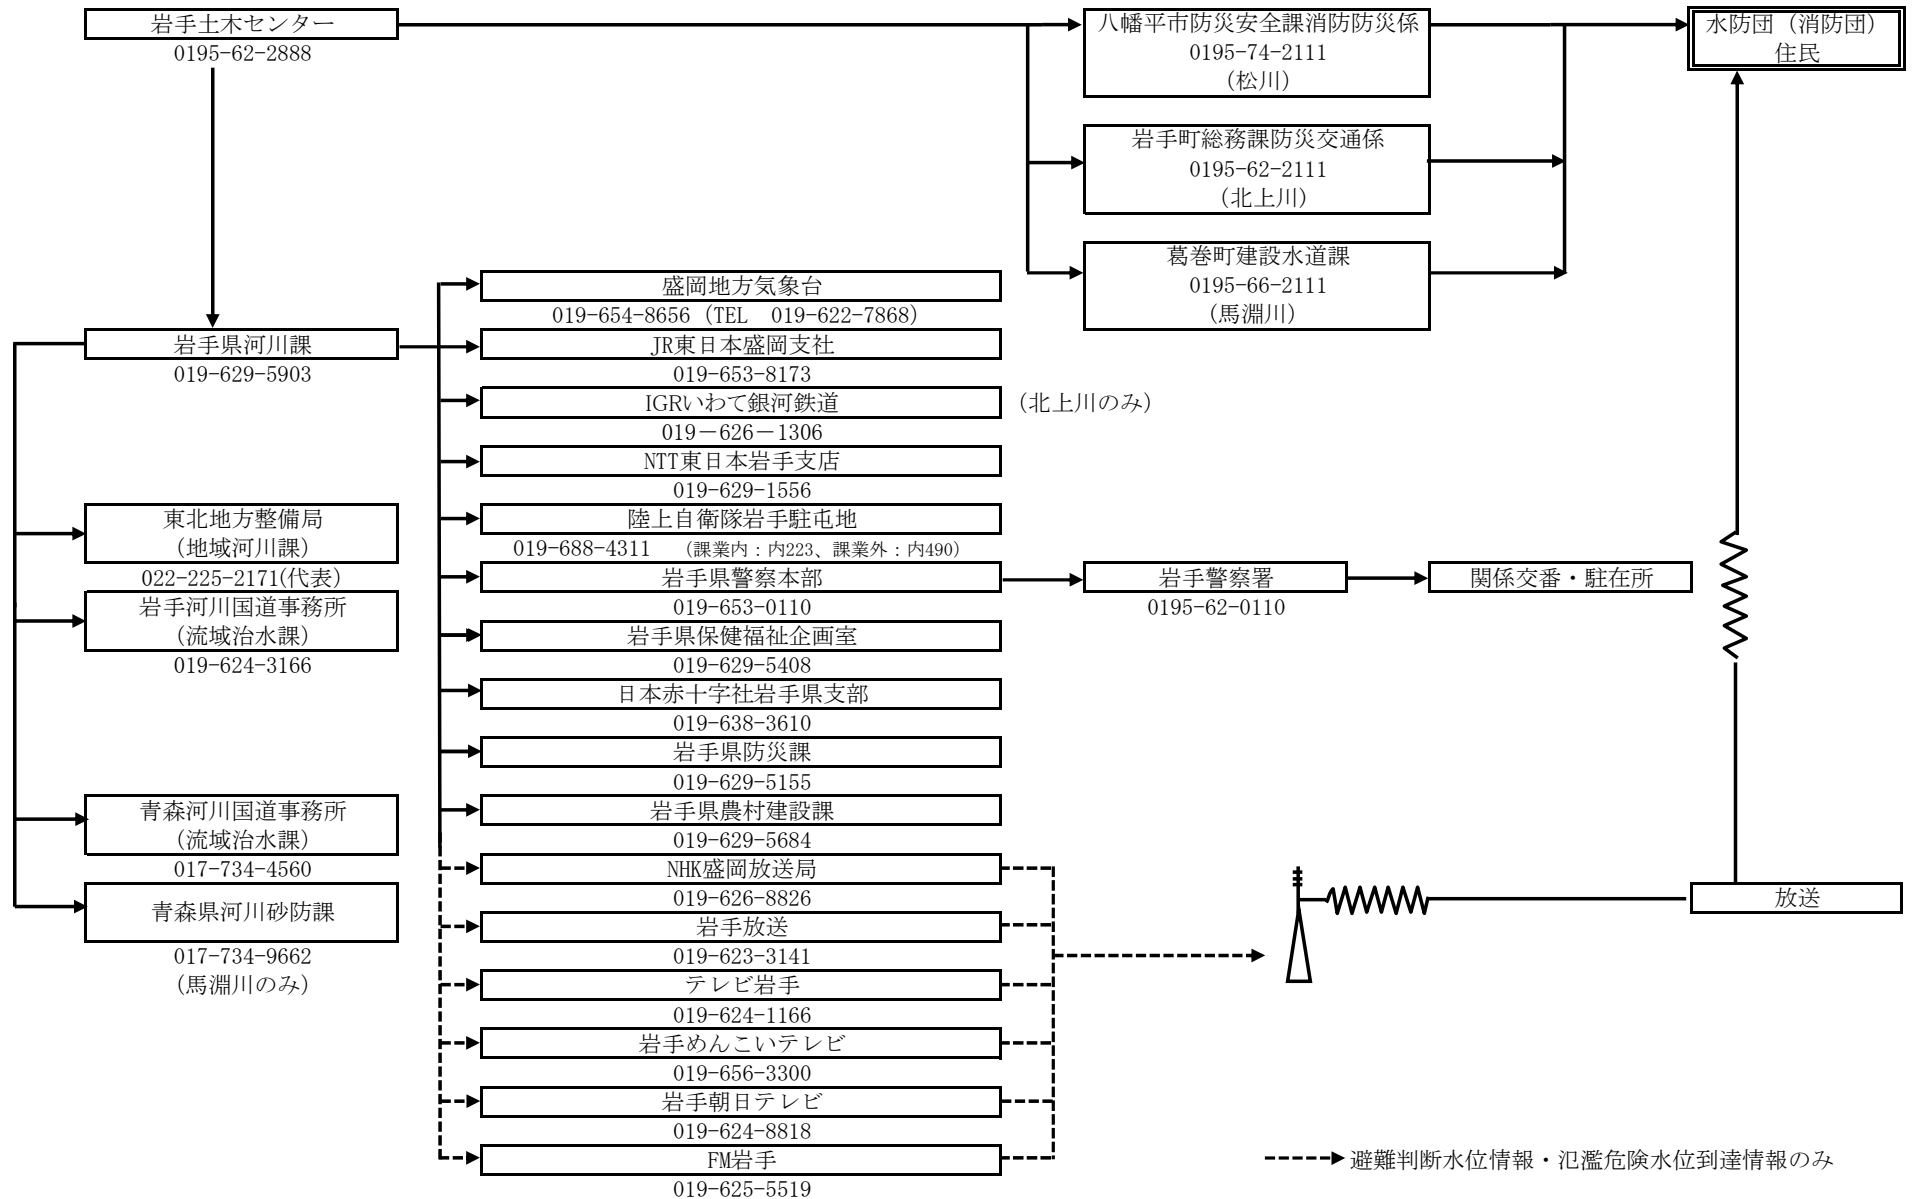 岩手土木センター
0195-62-2888
八幡平市防災安全課消防防災係
0195-74-2111
（松川）
水防団（消防団）
住民
岩手町総務課防災交通係
0195-62-2111
（北上川）
葛巻町建設水道課
0195-66-2111
（馬淵川）
岩手県河川課
019-629-5903
東北地方整備局
（地域河川課）
022-225-2171(代表)
岩手河川国道事務所
（流域治水課）
019-624-3166
青森河川国道事務所
（流域治水課）
017-734-4560
青森県河川砂防課
017-734-9662
（馬淵川のみ）
盛岡地方気象台
019-654-8656（TEL　019-622-7868）
JR東日本盛岡支社
019-653-8173
IGRいわて銀河鉄道
（北上川のみ）
019－626－1306
NTT東日本岩手支店
019-629-1556
陸上自衛隊岩手駐屯地
019-688-4311　（課業内：内223、課業外：内490）
岩手県警察本部
019-653-0110
岩手警察署
0195-62-0110
関係交番・駐在所
岩手県保健福祉企画室
019-629-5408
日本赤十字社岩手県支部
019-638-3610
岩手県防災課
019-629-5155
岩手県農村建設課
019-629-5684
NHK盛岡放送局
019-626-8826
岩手放送
019-623-3141
テレビ岩手
019-624-1166
岩手めんこいテレビ
019-656-3300
岩手朝日テレビ
019-624-8818
FM岩手
019-625-5519
放送
避難判断水位情報・氾濫危険水位到達情報のみ